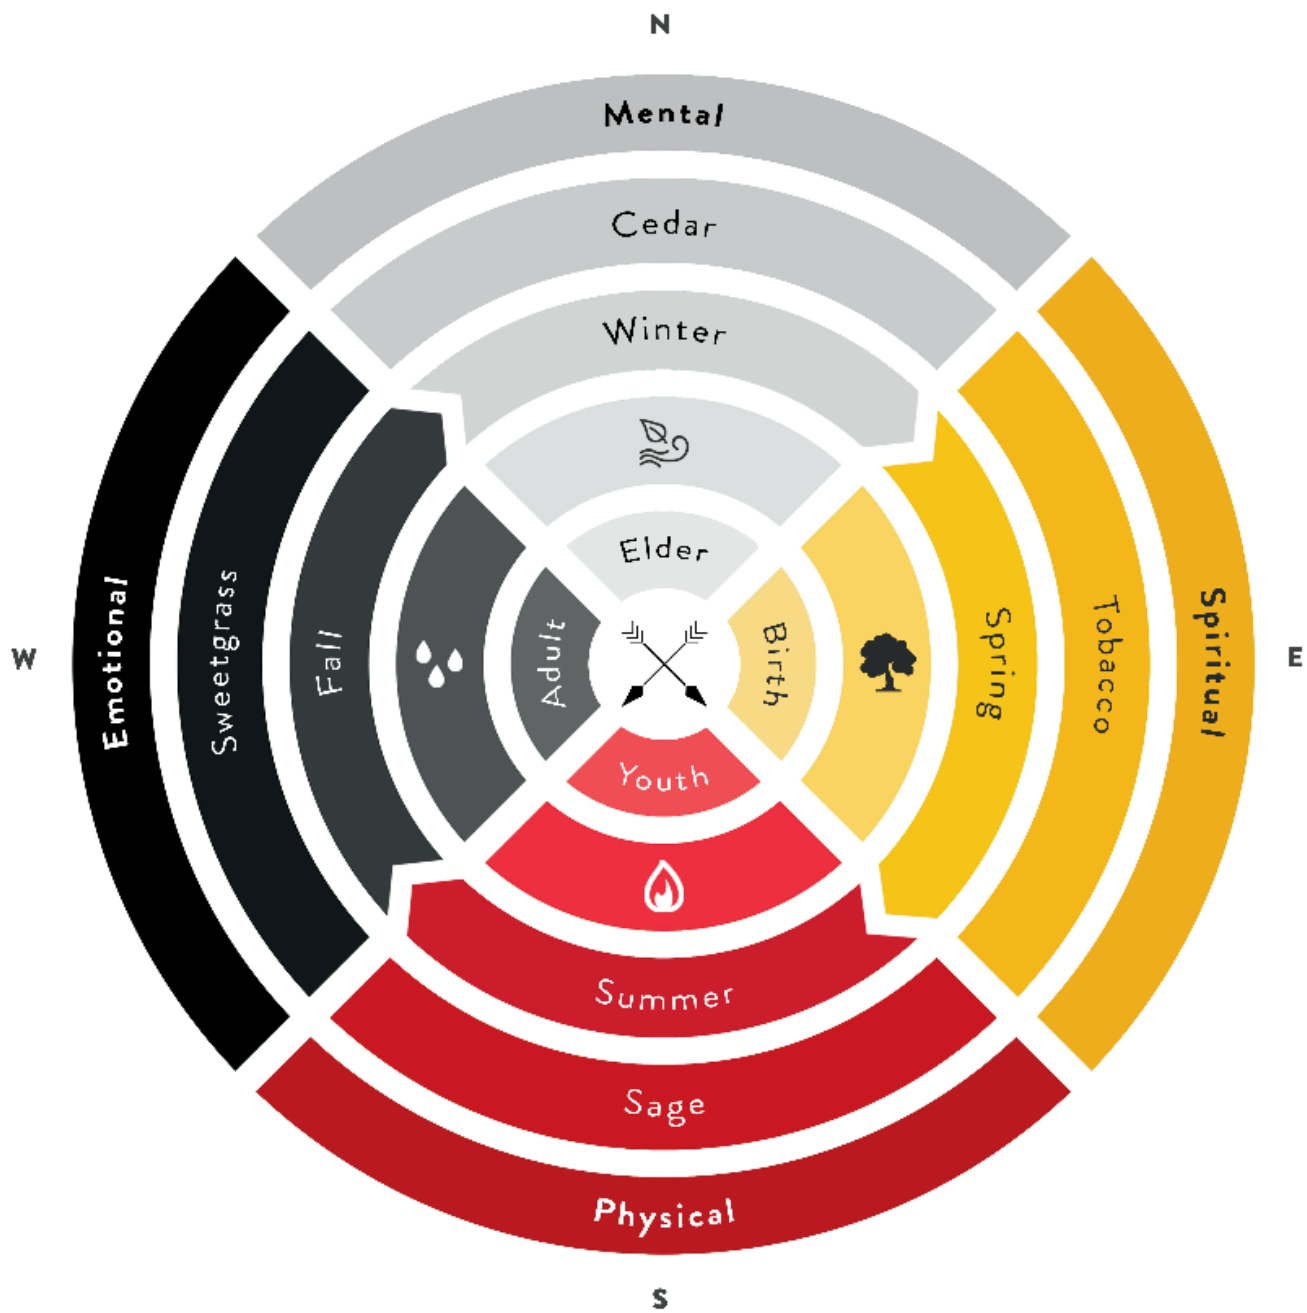 N
Mental
Cedar
Winter
Elder
W
Emotional
Sweetgrass
Fall
Adult
Birth
Spring
Tobacco
Spiritual
E
Youth
Summer
Sage
Physical
S